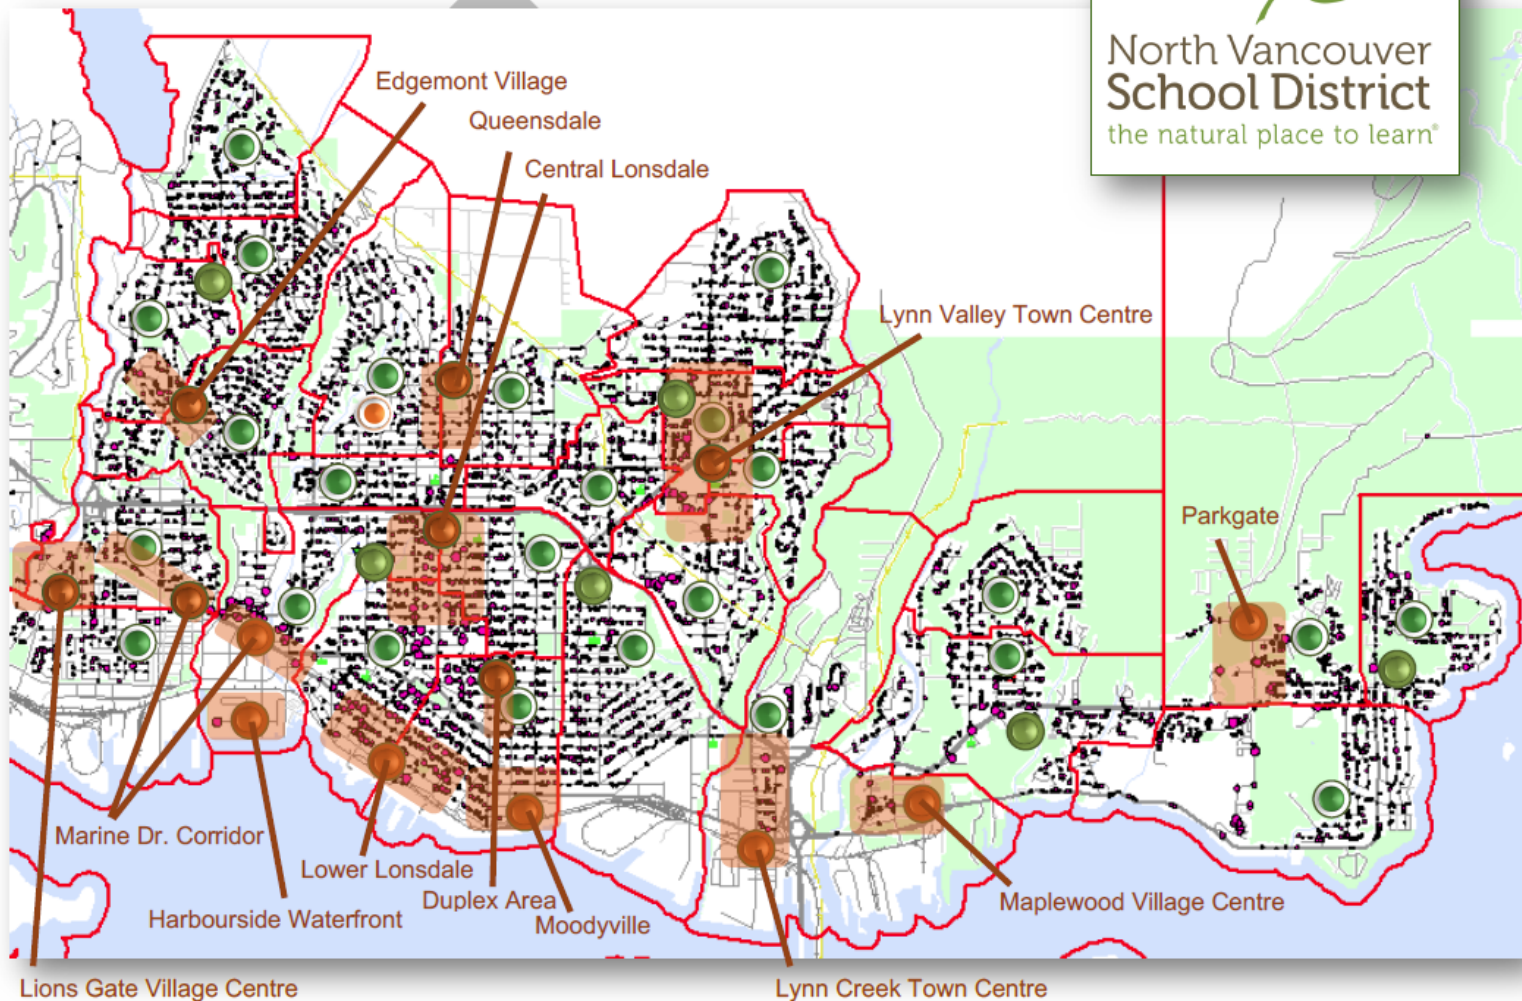 North Vancouver
School District
the natural place to learn®
Edgemont Village
Queensdale
Central Lonsdale
Lynn Valley Town Centre
Parkgate
Marine Dr. Corridor
Lower Lonsdale
Duplex Area
Harbourside Waterfront
Moodyville
Maplewood Village Centre
Lions Gate Village Centre
Lynn Creek Town Centre